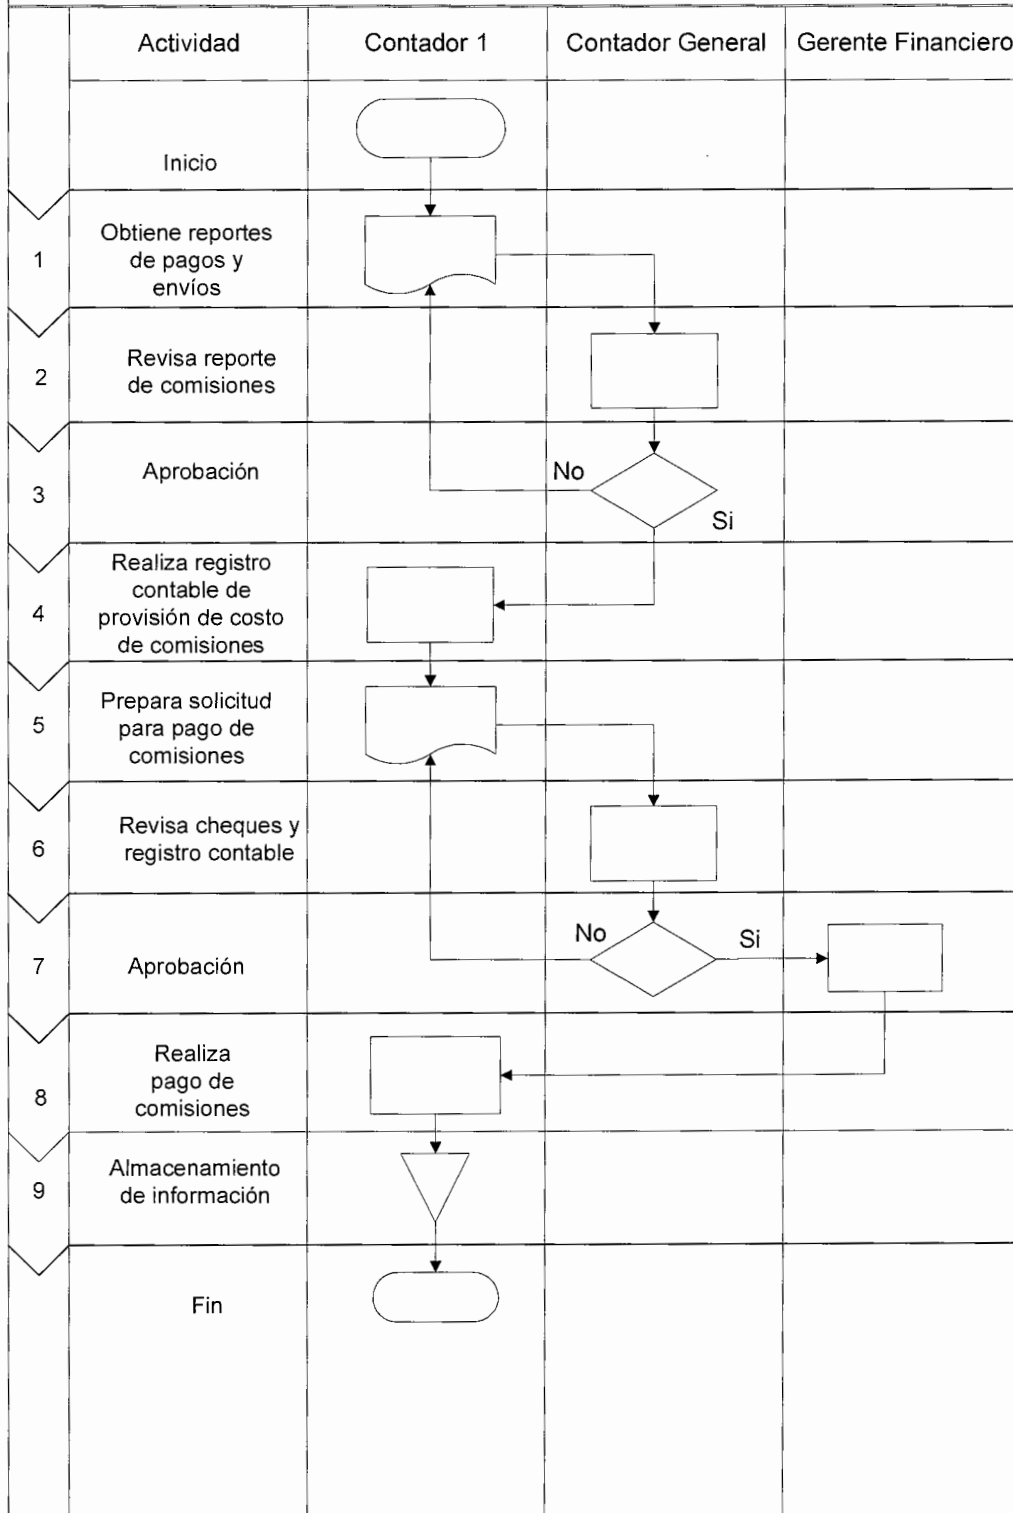 Actividad
Contador 1
Contador General
Gerente Financiero
Inicio
1
Obtiene reportes
de pagos y
envíos
2
Revisa reporte
de comisiones
3
Aprobación
No
Si
4
Realiza registro
contable de
provisión de costo
de comisiones
5
Prepara solicitud
para pago de
comisiones
6
Revisa cheques y
registro contable
7
Aprobación
No
Si
8
Realiza
pago de
comisiones
9
Almacenamiento
de información
Fin